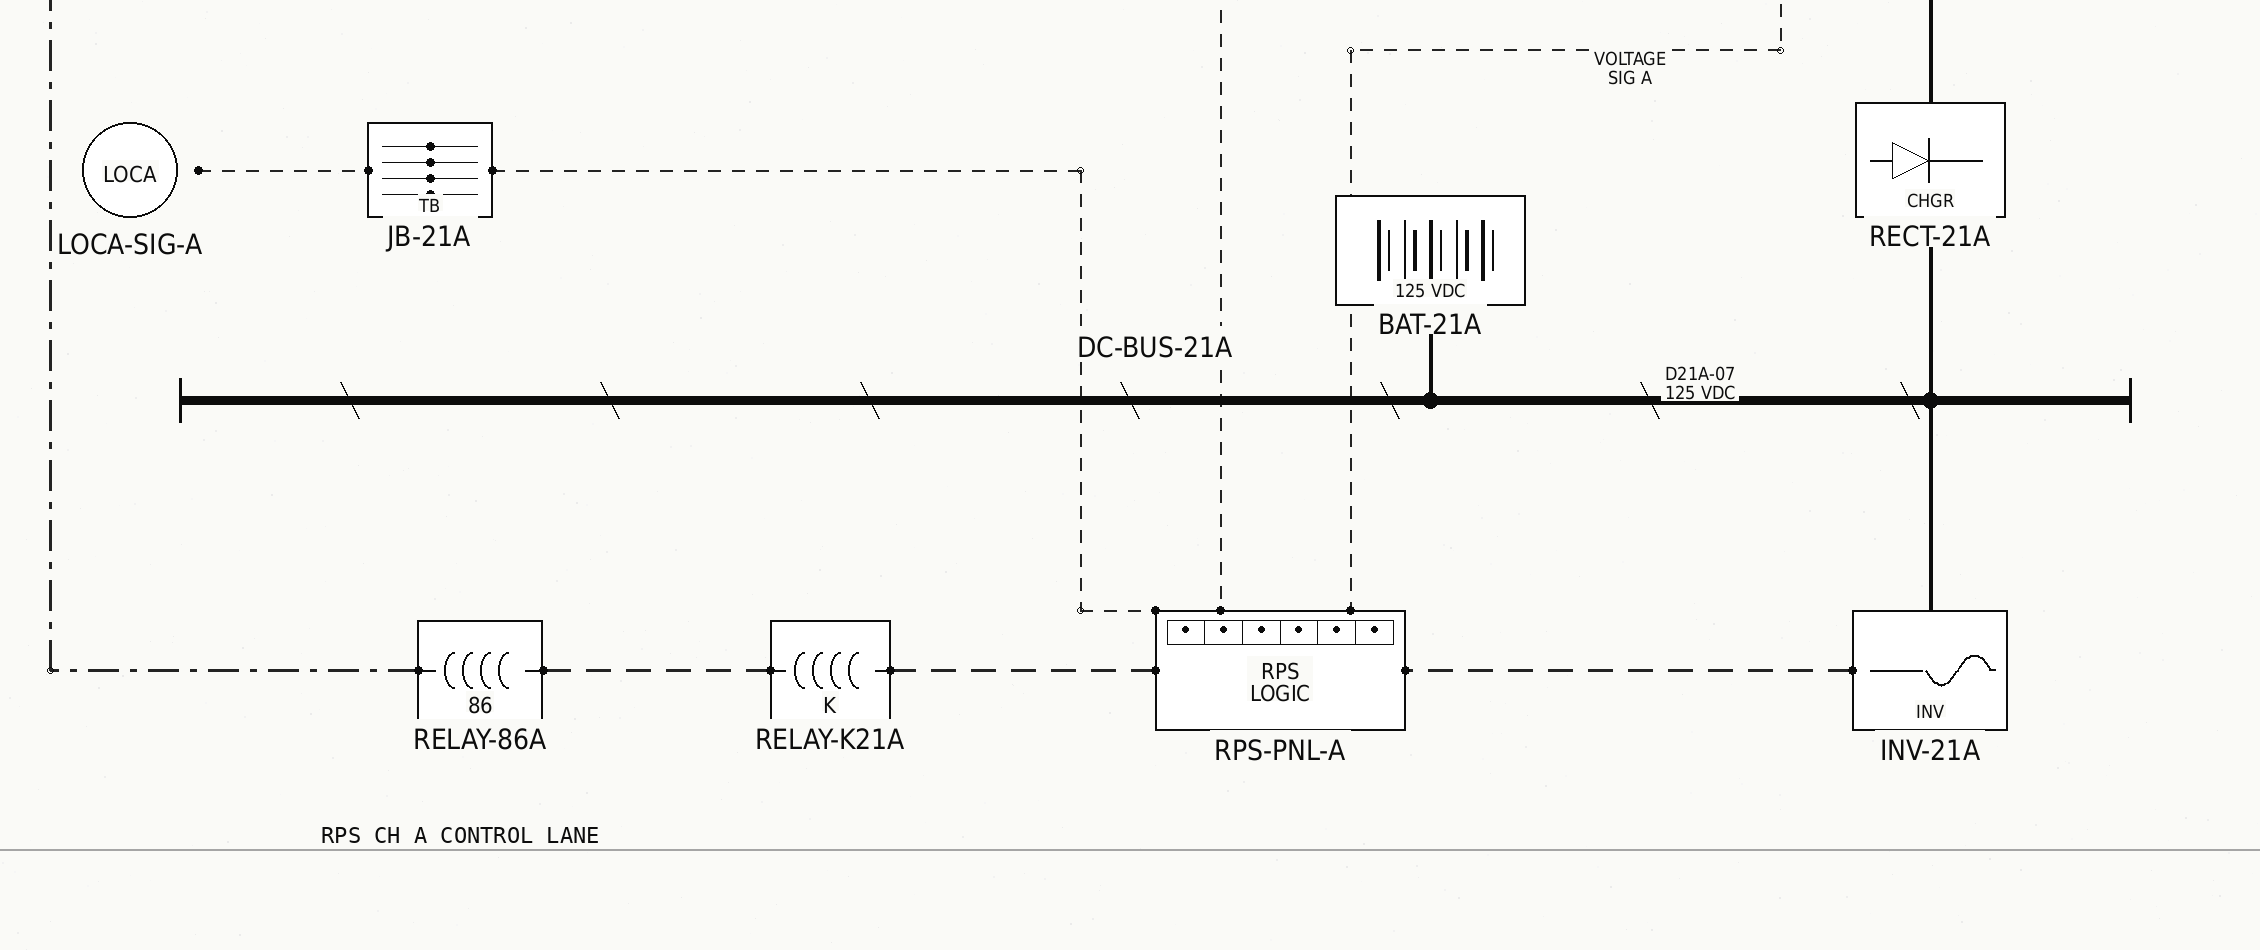 VOLTAGE
SIG A
LOCA
TB
CHGR
LOCA-SIG-A
JB-21A
RECT-21A
125 VDC
BAT-21A
DC-BUS-21A
D21A-07
125 VDC
RPS
LOGIC
86
K
INV
RELAY-86A
RELAY-K21A
RPS-PNL-A
INV-21A
RPS CH A CONTROL LANE